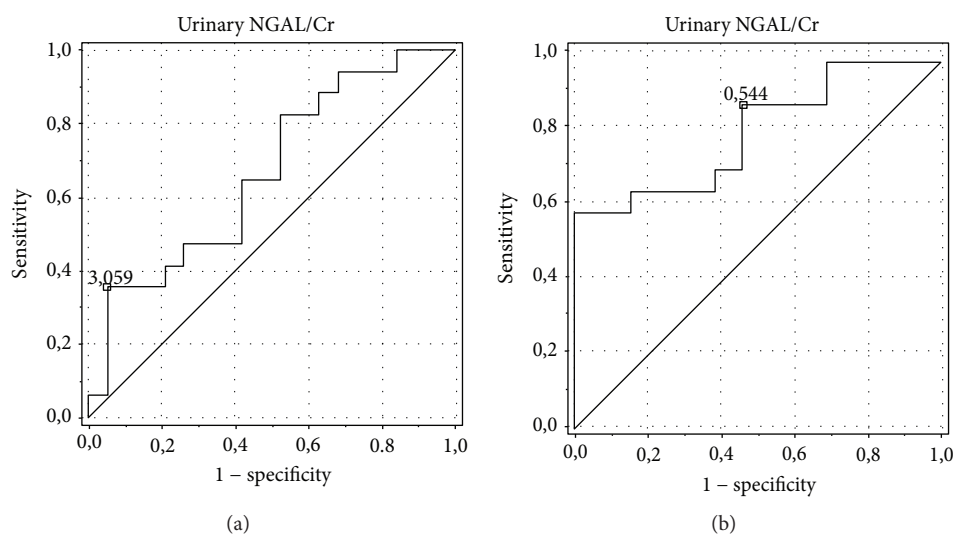 Urinary NGAL/Cr
1,0
0,8
0,6
0,4
0,2
0,0
Sensitivity
3,059
0,0 0,2 0,4 0,6 0,8 1,0
1 − specificity
(a)
Urinary NGAL/Cr
1,0
0,8
0,6
0,4
0,2
0,0
Sensitivity
0,544
0,0 0,2 0,4 0,6 0,8 1,0
1 − specificity
(b)